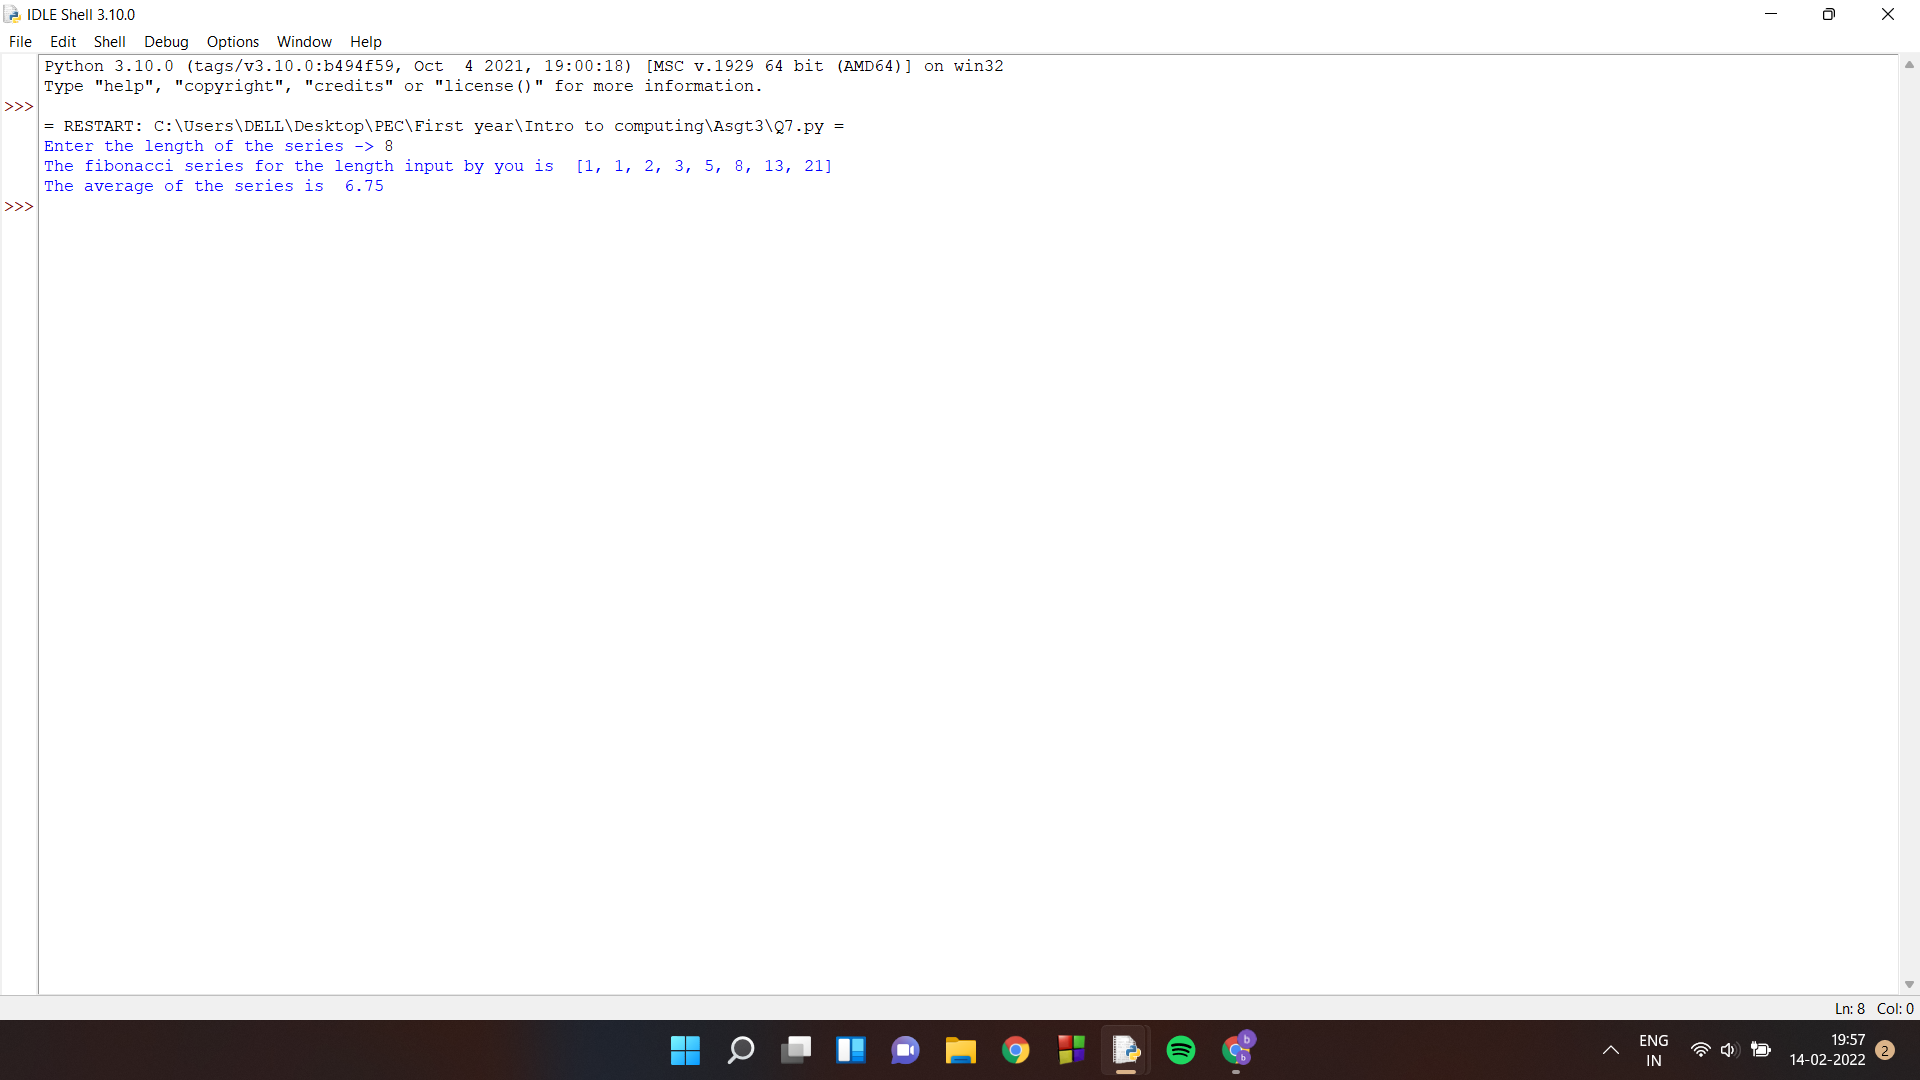 IDLE Shell 3.10.0
File Edit Shell Debug Options Window Help
Python 3.10.0 (tags/v3.10.0:b494f59, Oct  4 2021, 19:00:18) [MSC v.1929 64 bit (AMD64)] on win32
Type "help", "copyright", "credits" or "license()" for more information.
>>>
= RESTART: C:\Users\DELL\Desktop\PEC\First year\Intro to computing\Asgt3\Q7.py =
Enter the length of the series -> 8
The fibonacci series for the length input by you is  [1, 1, 2, 3, 5, 8, 13, 21]
The average of the series is  6.75
>>>
Ln: 8 Col: 0
ENG
IN
19:57
14-02-2022
2
b
b